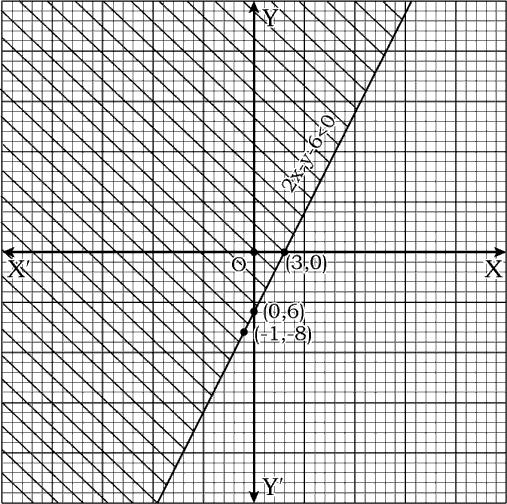 Y
2x-y-6<0
X'
O
(3,0)
X
(0,6)
(-1,-8)
Y'